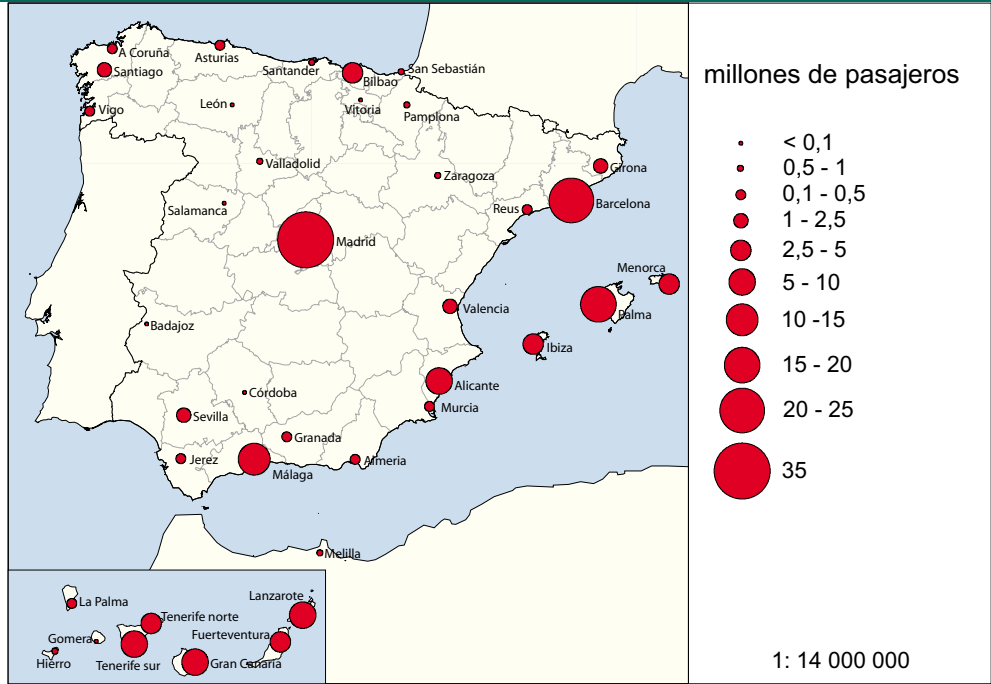 A Coruña
Asturias
Santiago
Santander
San Sebastián
Bilbao
León
Vitoria
Vigo
Pamplona
Valladolid
Girona
Zaragoza
Salamanca
Reus
Barcelona
Madrid
Menorca
Valencia
Palma
Badajoz
Ibiza
Alicante
Córdoba
Murcia
Sevilla
Granada
Jerez
Almeria
Málaga
Melilla
Lanzarote
La Palma
Tenerife norte
Fuerteventura
Gomera
Hierro
Tenerife sur
Gran Canaria
millones de pasajeros
< 0,1
0,5 - 1
0,1 - 0,5
1 - 2,5
2,5 - 5
5 - 10
10 -15
15 - 20
20 - 25
35
1: 14 000 000